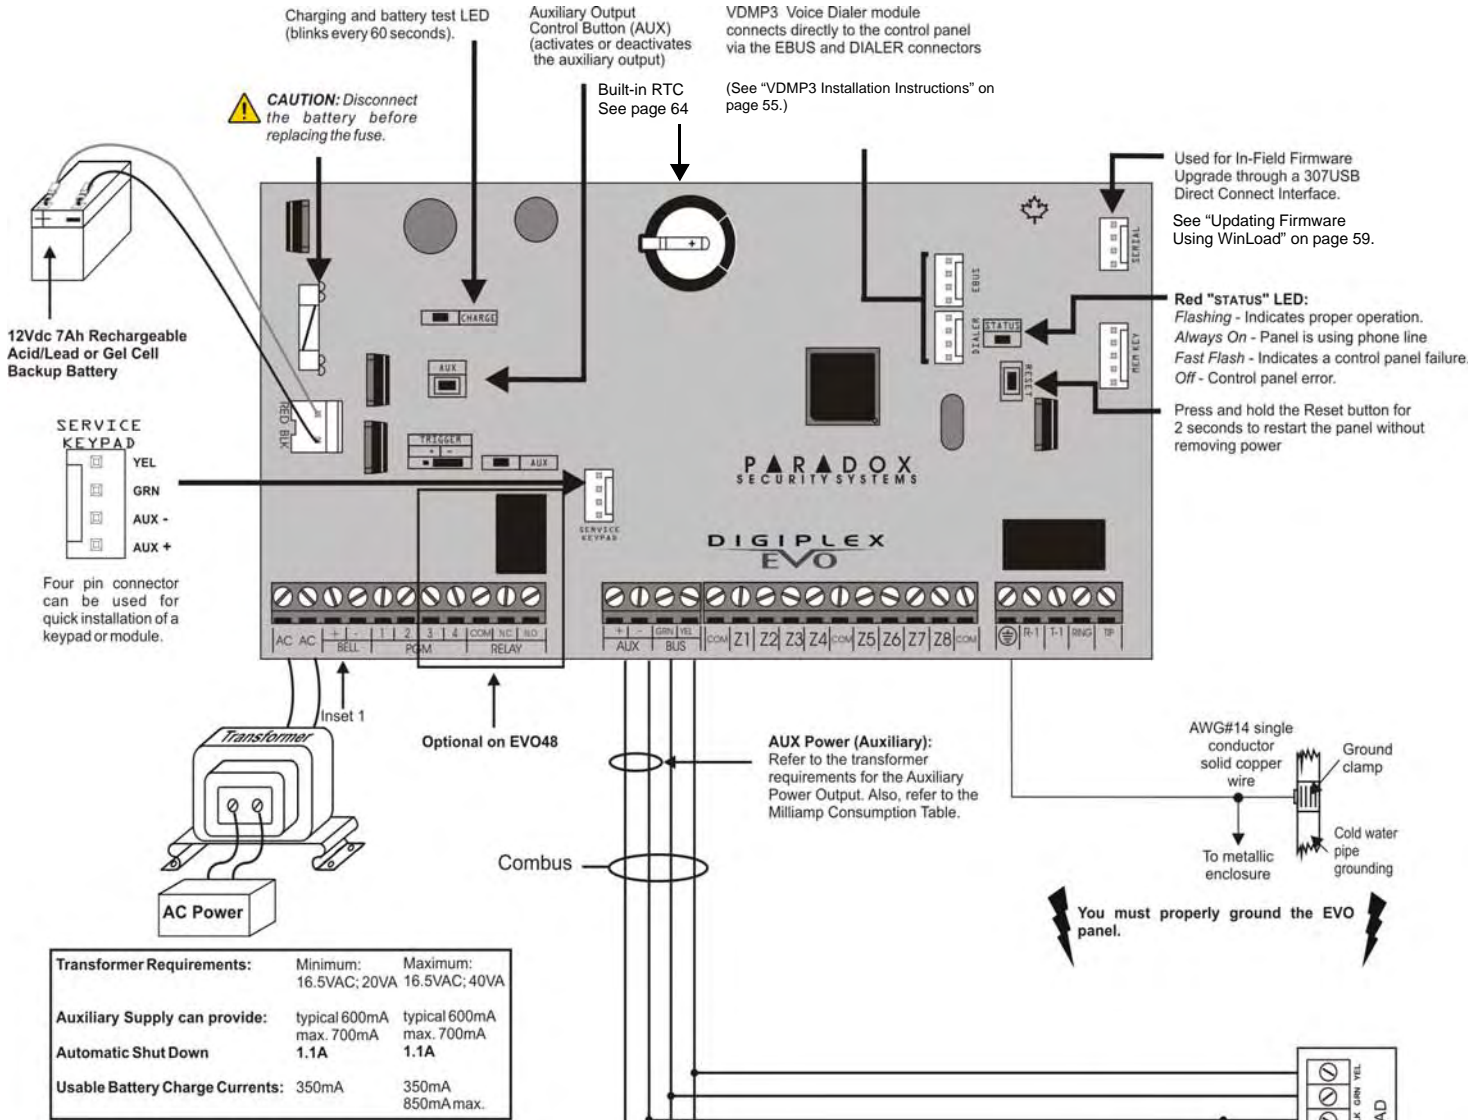 Charging and battery test LED
(blinks every 60 seconds).
Auxiliary Output
Control Button (AUX)
(activates or deactivates
the auxiliary output)
VDMP3 Voice Dialer module
connects directly to the control panel
via the EBUS and DIALER connectors
(See “VDMP3 Installation Instructions” on
page 55.)
Built-in RTC
See page 64
CAUTION: Disconnect
the battery before
replacing the fuse.
Used for In-Field Firmware
Upgrade through a 307USB
Direct Connect Interface.
See “Updating Firmware
Using WinLoad” on page 59.
Red "STATUS" LED:
Flashing - Indicates proper operation.
Always On - Panel is using phone line
Fast Flash - Indicates a control panel failure.
Off - Control panel error.
Press and hold the Reset button for
2 seconds to restart the panel without
removing power
12Vdc 7Ah Rechargeable
Acid/Lead or Gel Cell
Backup Battery
SERVICE
KEYPAD
YEL
GRN
AUX -
AUX +
Four pin connector
can be used for
quick installation of a
keypad or module.
CHARGE
AUX
RED BLK
TRIGGER
+ -
AUX
SERVICE
KEYPAD
EBUS
DIALER
STATUS
RESET
SERIAL
MEM KEY
+
PARADOX
SECURITY SYSTEMS
DIGIPLEX
EVO
AC AC + - 1 2 3 4 COM N.C. N.O.
BELL PGM RELAY
+ - GRN YEL
AUX BUS
COM Z1 Z2 Z3 Z4 COM Z5 Z6 Z7 Z8 COM
R-1 T-1 RING TIP
Inset 1
Optional on EVO48
Transformer
AC Power
AUX Power (Auxiliary):
Refer to the transformer
requirements for the Auxiliary
Power Output. Also, refer to the
Milliamp Consumption Table.
Combus
AWG#14 single
conductor
solid copper
wire
Ground
clamp
To metallic
enclosure
Cold water
pipe
grounding
You must properly ground the EVO
panel.
Transformer Requirements: Minimum: Maximum:
16.5VAC; 20VA 16.5VAC; 40VA
Auxiliary Supply can provide: typical 600mA typical 600mA
max. 700mA max. 700mA
Automatic Shut Down 1.1A 1.1A
Usable Battery Charge Currents: 350mA 350mA
850mA max.
YEL
GRN